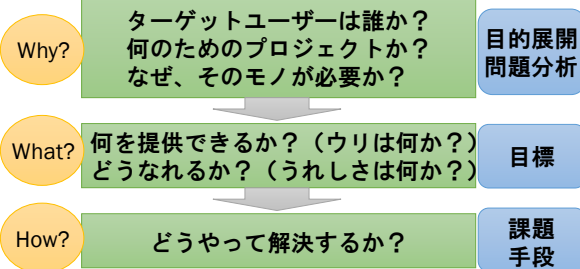 Why?
ターゲットユーザーは誰か？
何のためのプロジェクトか？
なぜ、そのモノが必要か？
目的展開
問題分析
What?
何を提供できるか？（ウリは何か？）
どうなれるか？（うれしさは何か？）
目標
How?
どうやって解決するか？
課題
手段